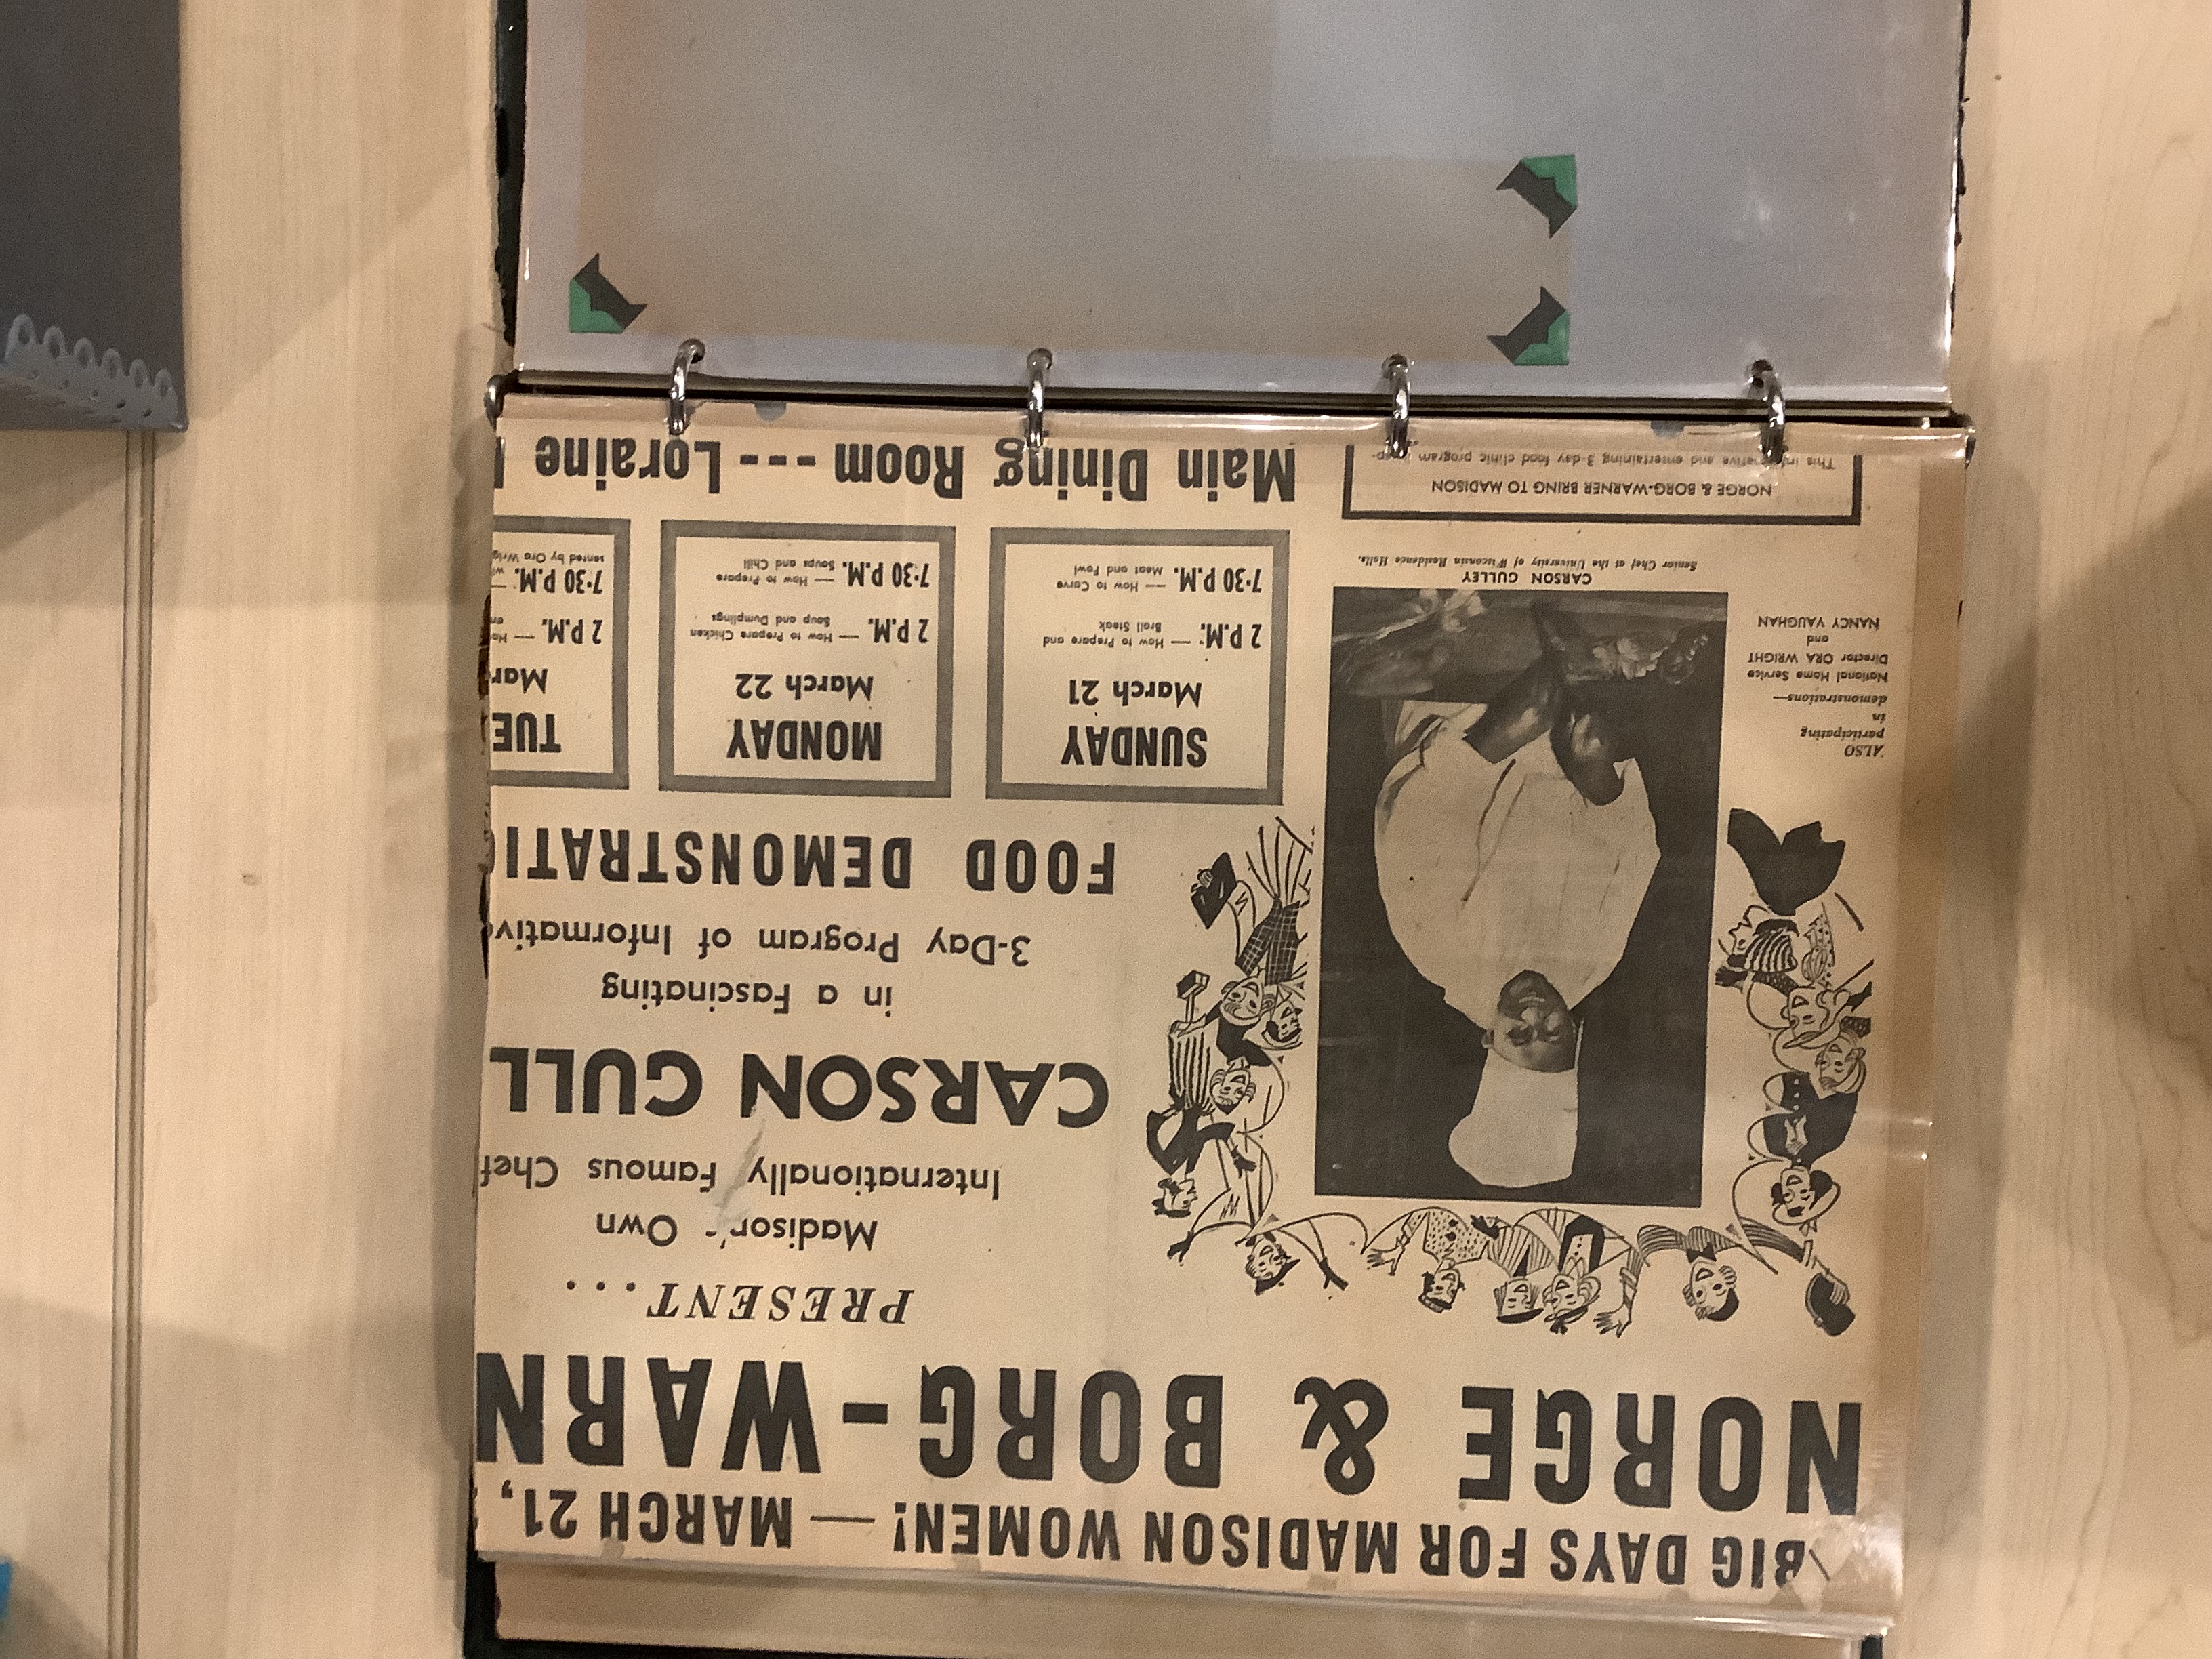 BIG DAYS FOR MADISON WOMEN! — MARCH 21,
NORGE & BORG-WARN
PRESENT...
Madison's Own
Internationally Famous Chef
CARSON GULL
in a Fascinating
3-Day Program of Informative
FOOD DEMONSTRATI
ALSO
participating
in
demonstrations—
National Home Service
Director ORA WRIGHT
and
NANCY VAUGHAN
CARSON GULLEY
Senior Chef at the University of Wisconsin Residence Halls.
NORGE & BORG-WARNER BRING TO MADISON
This informative and entertaining 3-day food clinic program
SUNDAY
March 21
2 P.M. — How to Prepare and
Broil Steak
7:30 P.M. — How to Carve
Meat and Fowl
MONDAY
March 22
2 P.M. — How to Prepare Chicken
Soup and Dumplings
7:30 P.M. — How to Prepare
Soups and Chili
TUE
Mar
2 P.M. —
7:30 P.M. —
sented by Ora Wrig
Main Dining Room --- Loraine